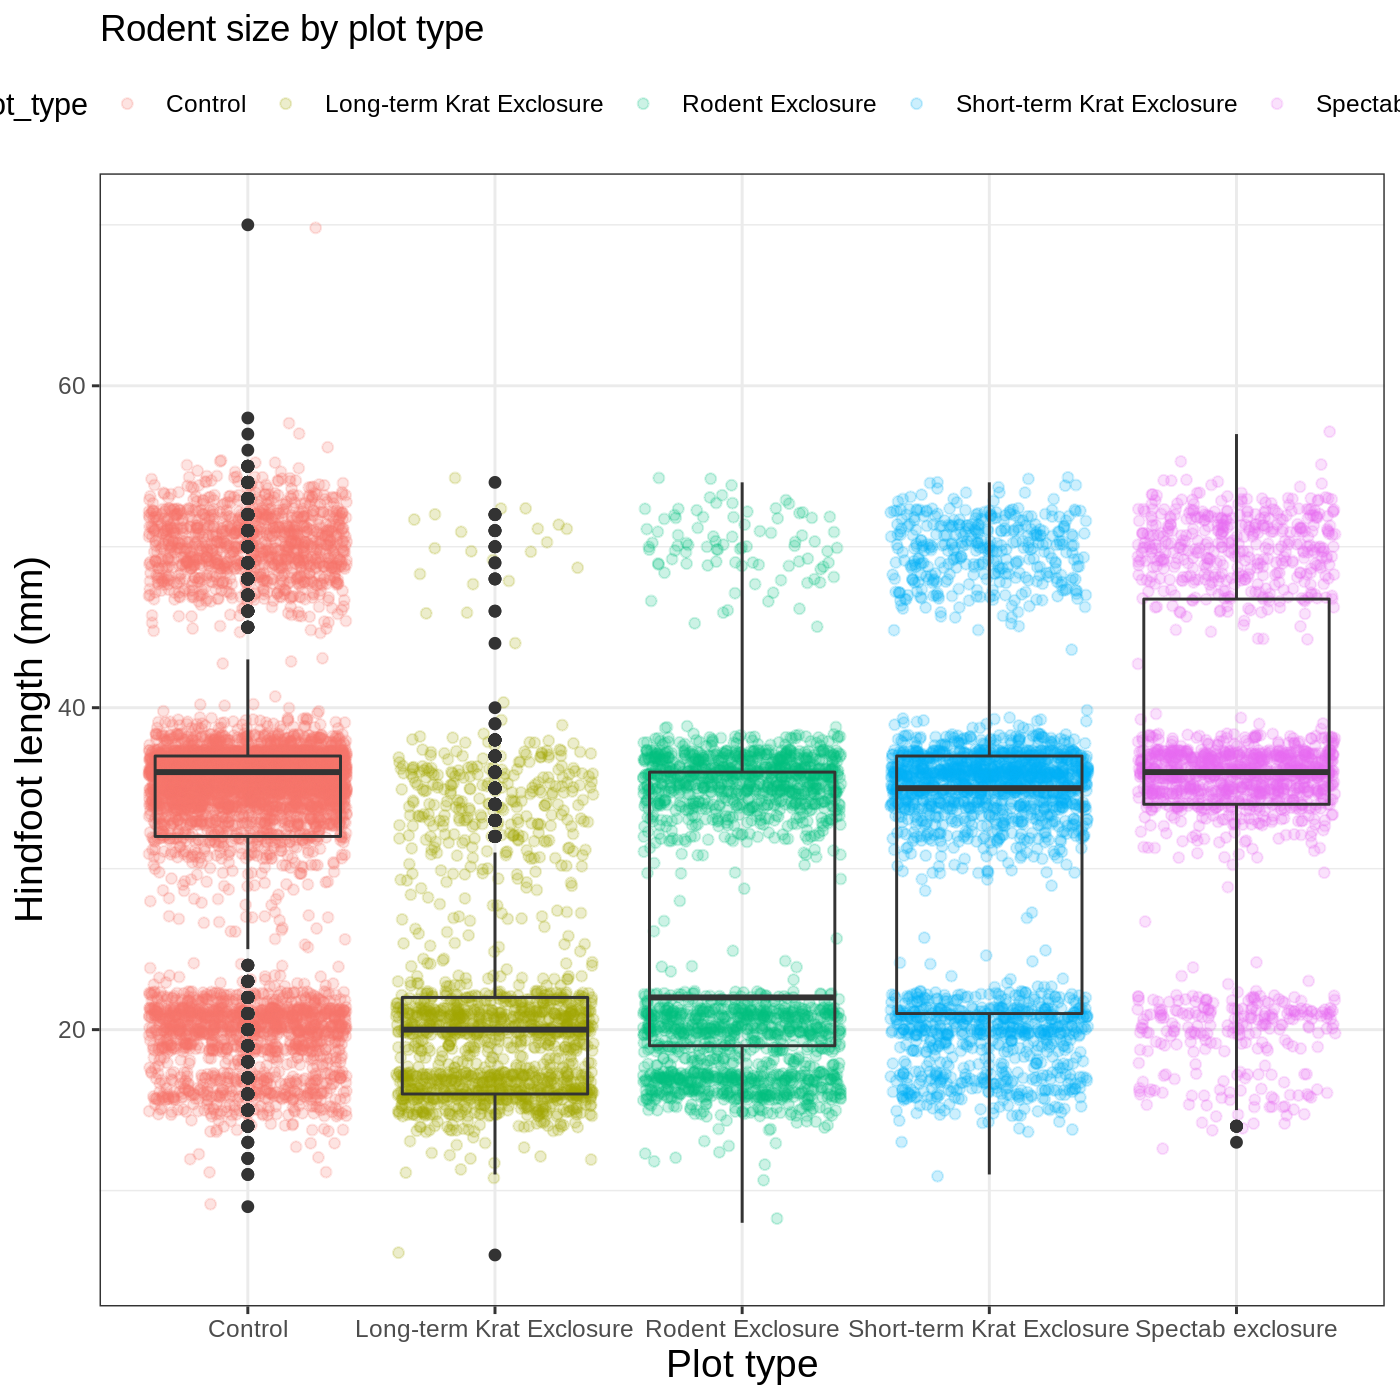 Rodent size by plot type
ot_type Control Long-term Krat Exclosure Rodent Exclosure Short-term Krat Exclosure Spectab
Hindfoot length (mm)
60
40
20
Control Long-term Krat Exclosure Rodent Exclosure Short-term Krat Exclosure Spectab exclosure
Plot type